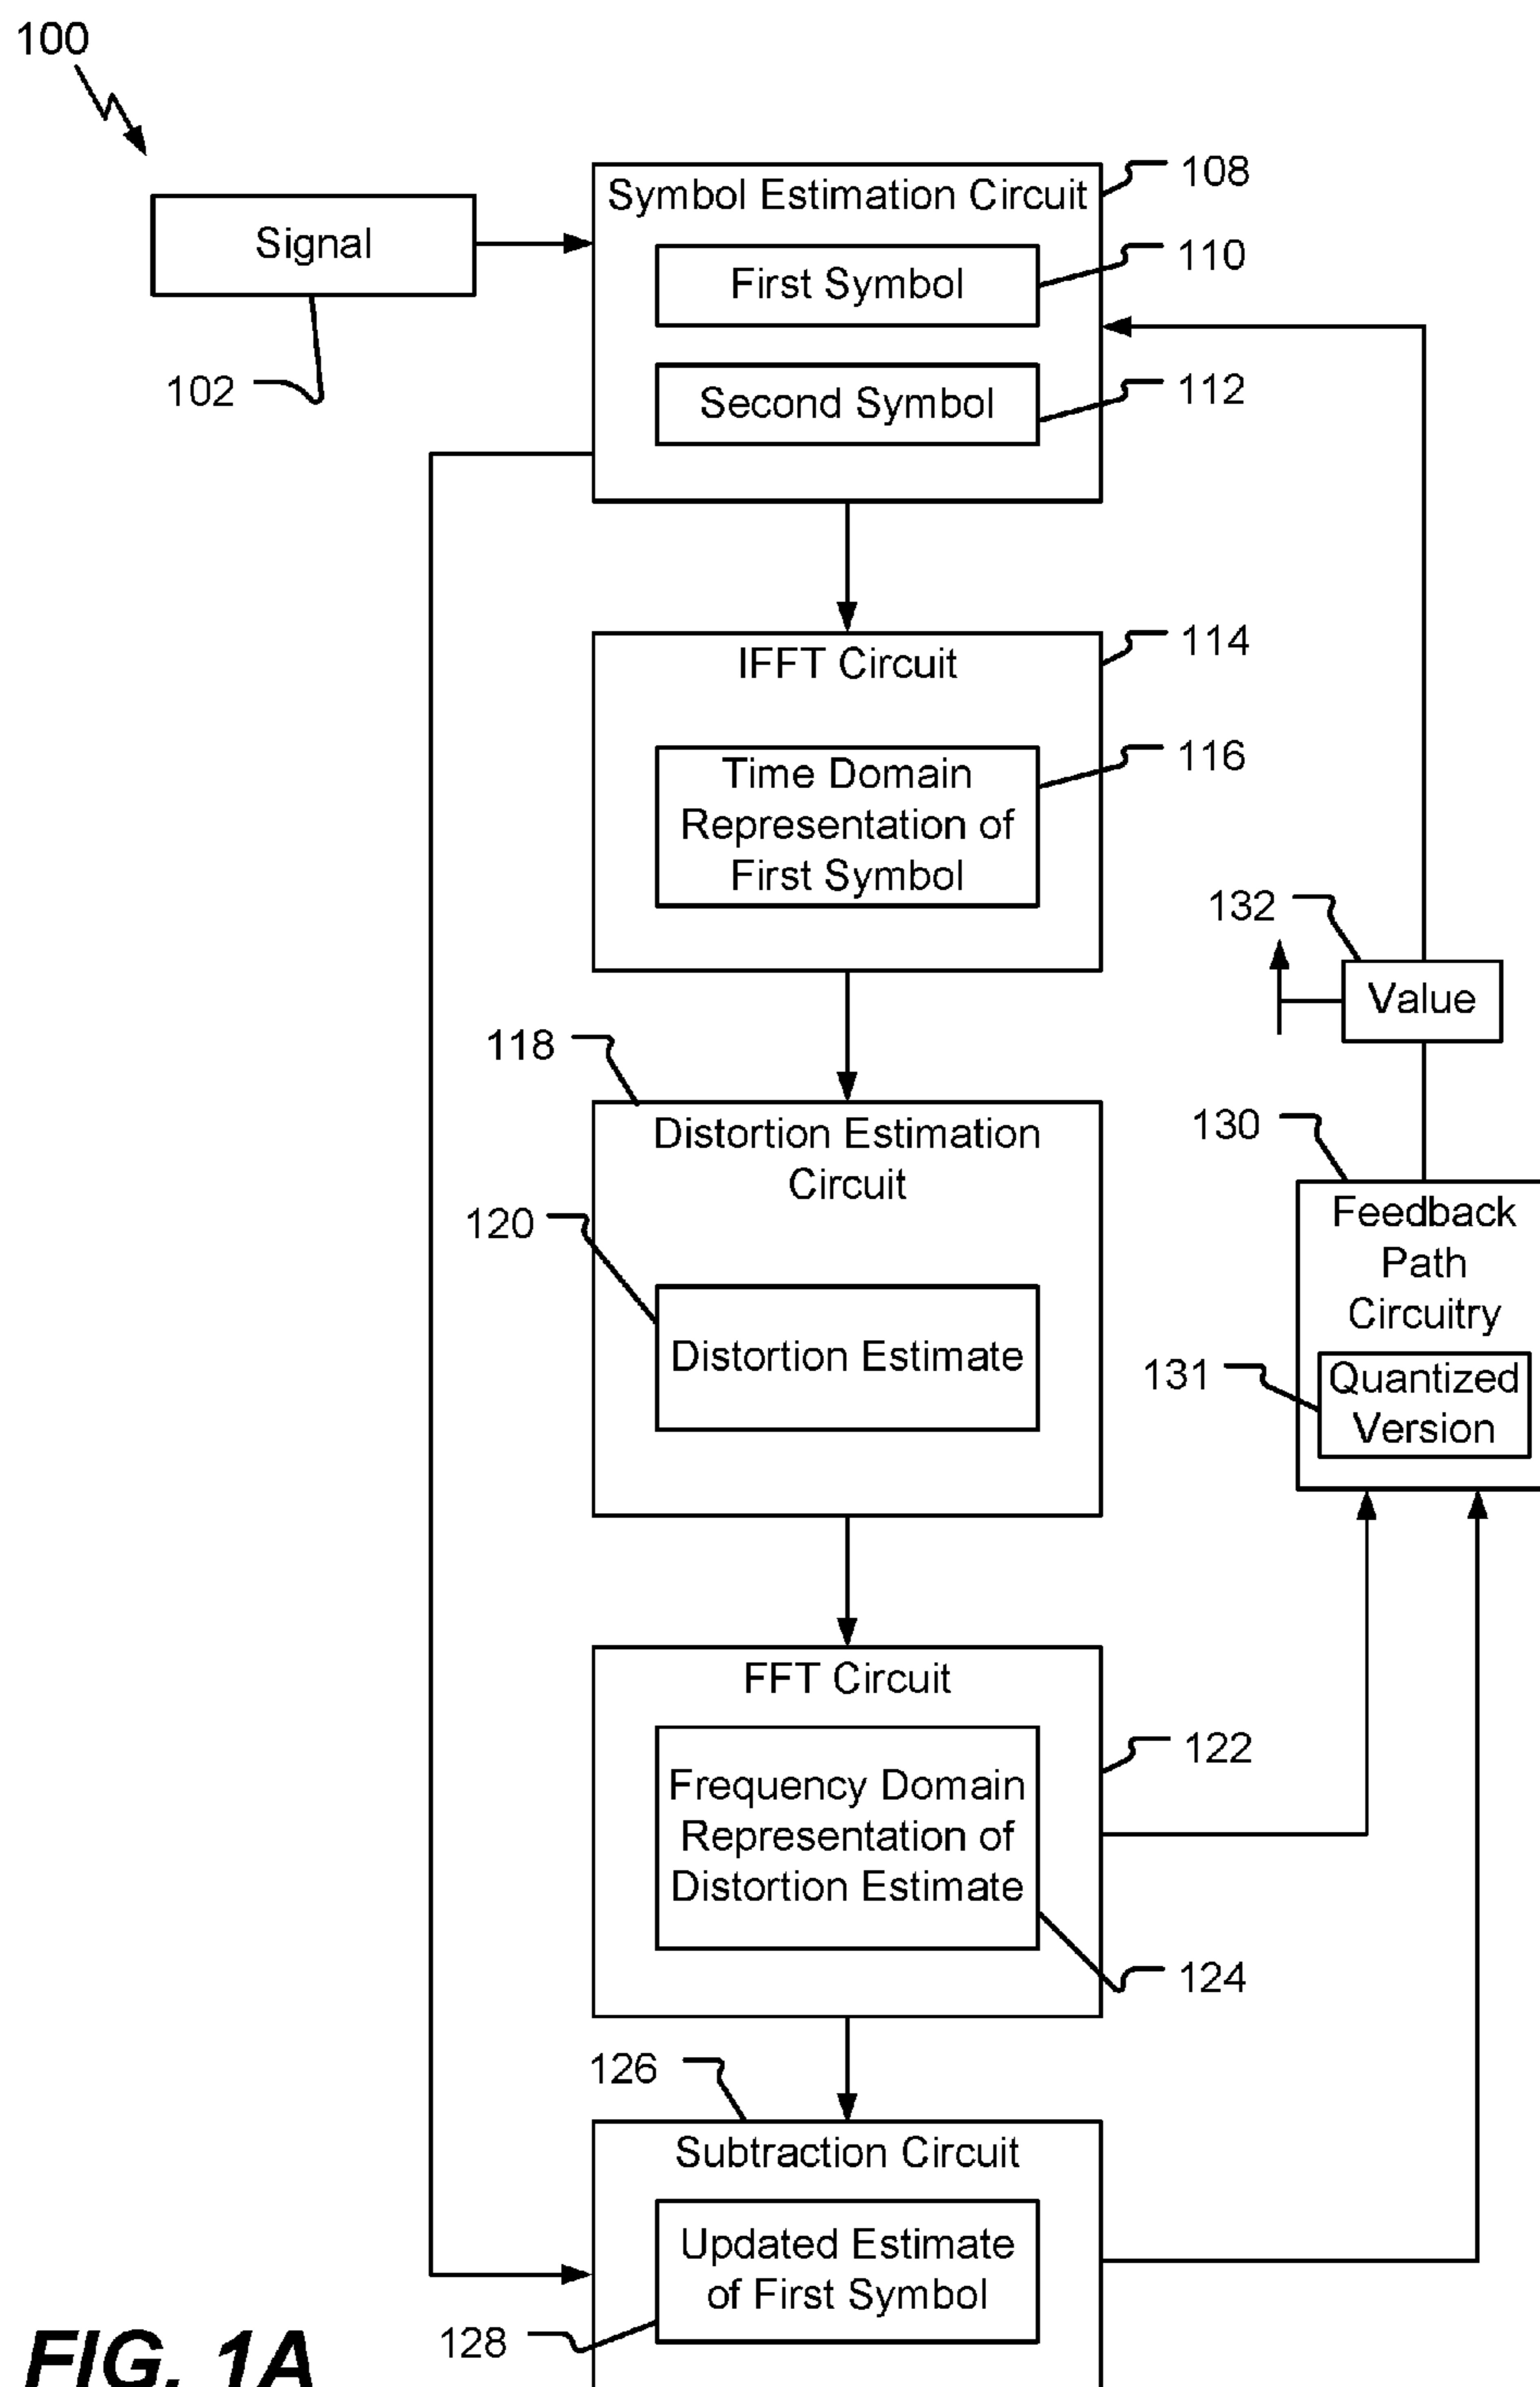 100
Signal
102
Symbol Estimation Circuit
108
First Symbol
110
Second Symbol
112
IFFT Circuit
114
Time Domain
Representation of
First Symbol
116
132
Value
118
Distortion Estimation
Circuit
120
Distortion Estimate
130
Feedback
Path
Circuitry
131
Quantized
Version
FFT Circuit
122
Frequency Domain
Representation of
Distortion Estimate
124
126
Subtraction Circuit
Updated Estimate
of First Symbol
128
FIG. 1A